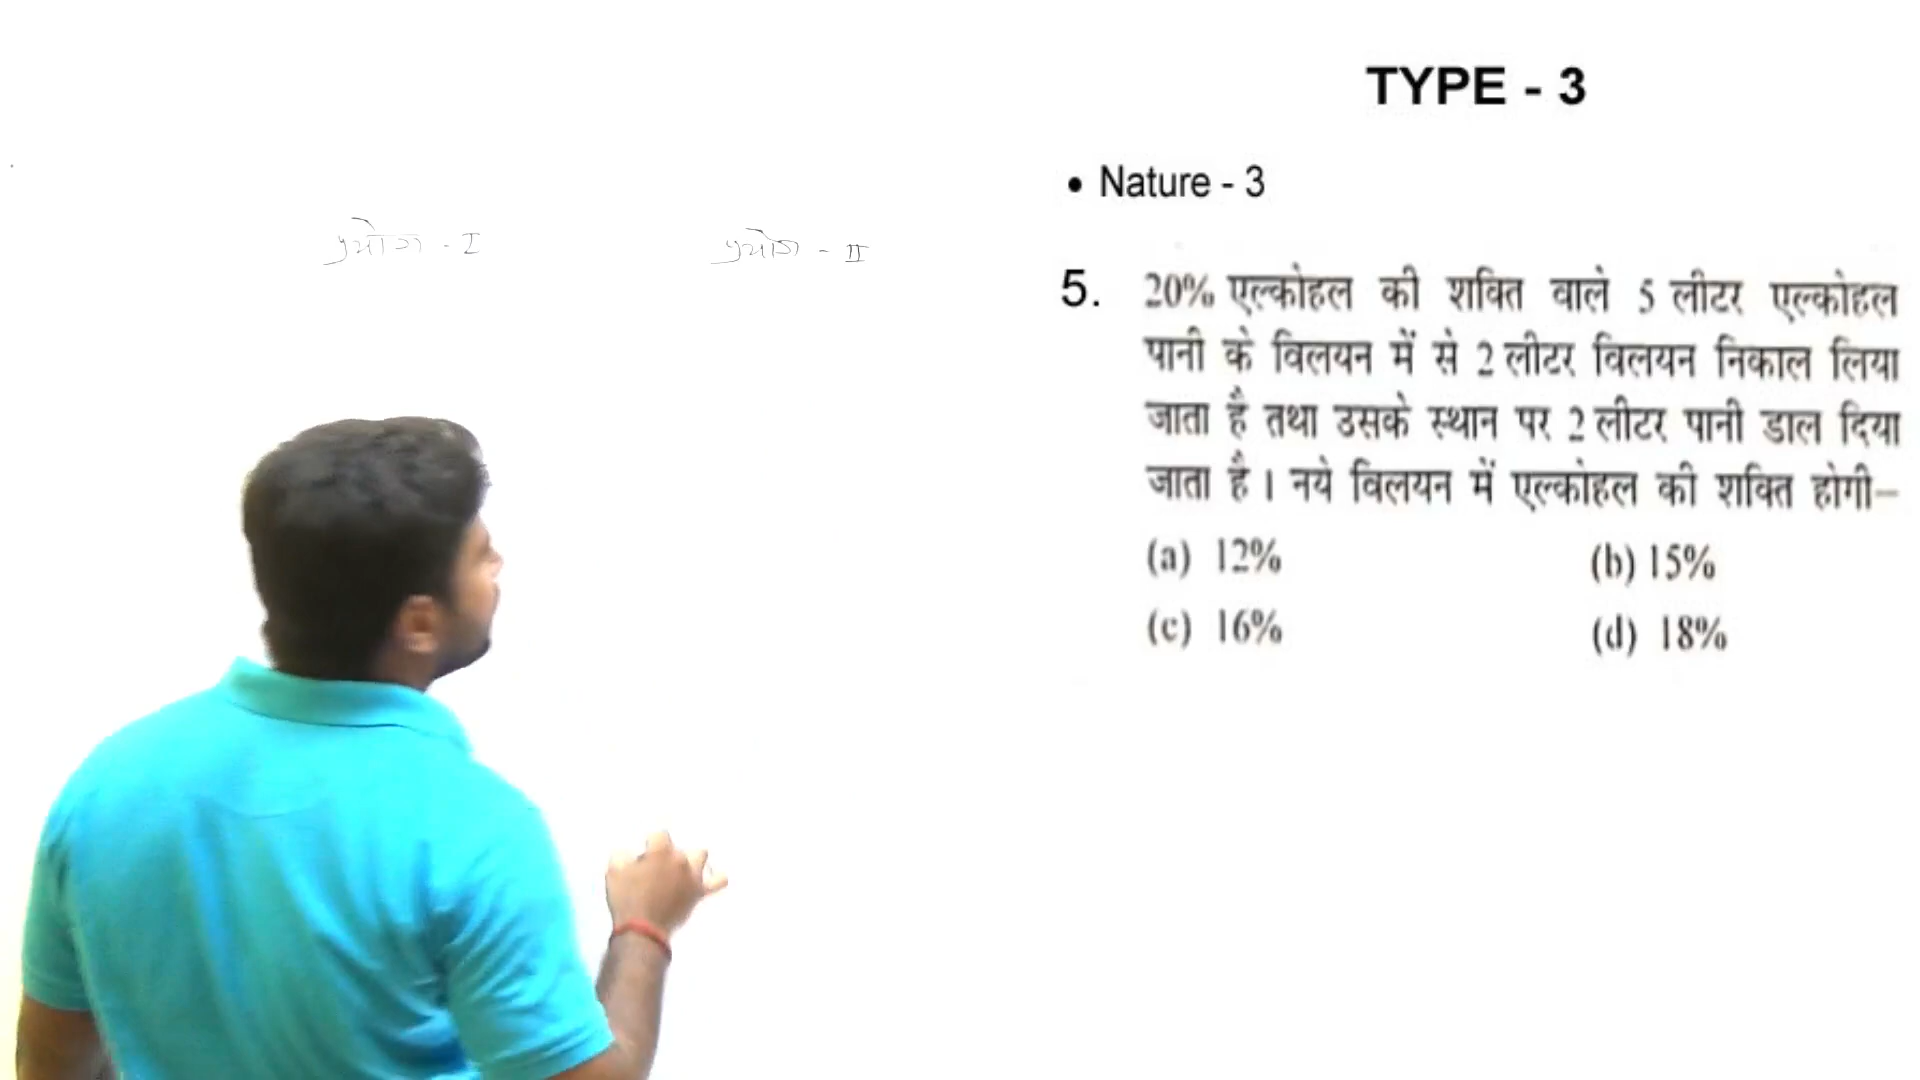 TYPE - 3
• Nature - 3
प्रयोग - I
प्रयोग - II
5. 20% एल्कोहल की शक्ति वाले 5 लीटर एल्कोहल
पानी के विलयन में से 2 लीटर विलयन निकाल लिया
जाता है तथा उसके स्थान पर 2 लीटर पानी डाल दिया
जाता है । नये विलयन में एल्कोहल की शक्ति होगी–
(a) 12%
(b) 15%
(c) 16%
(d) 18%